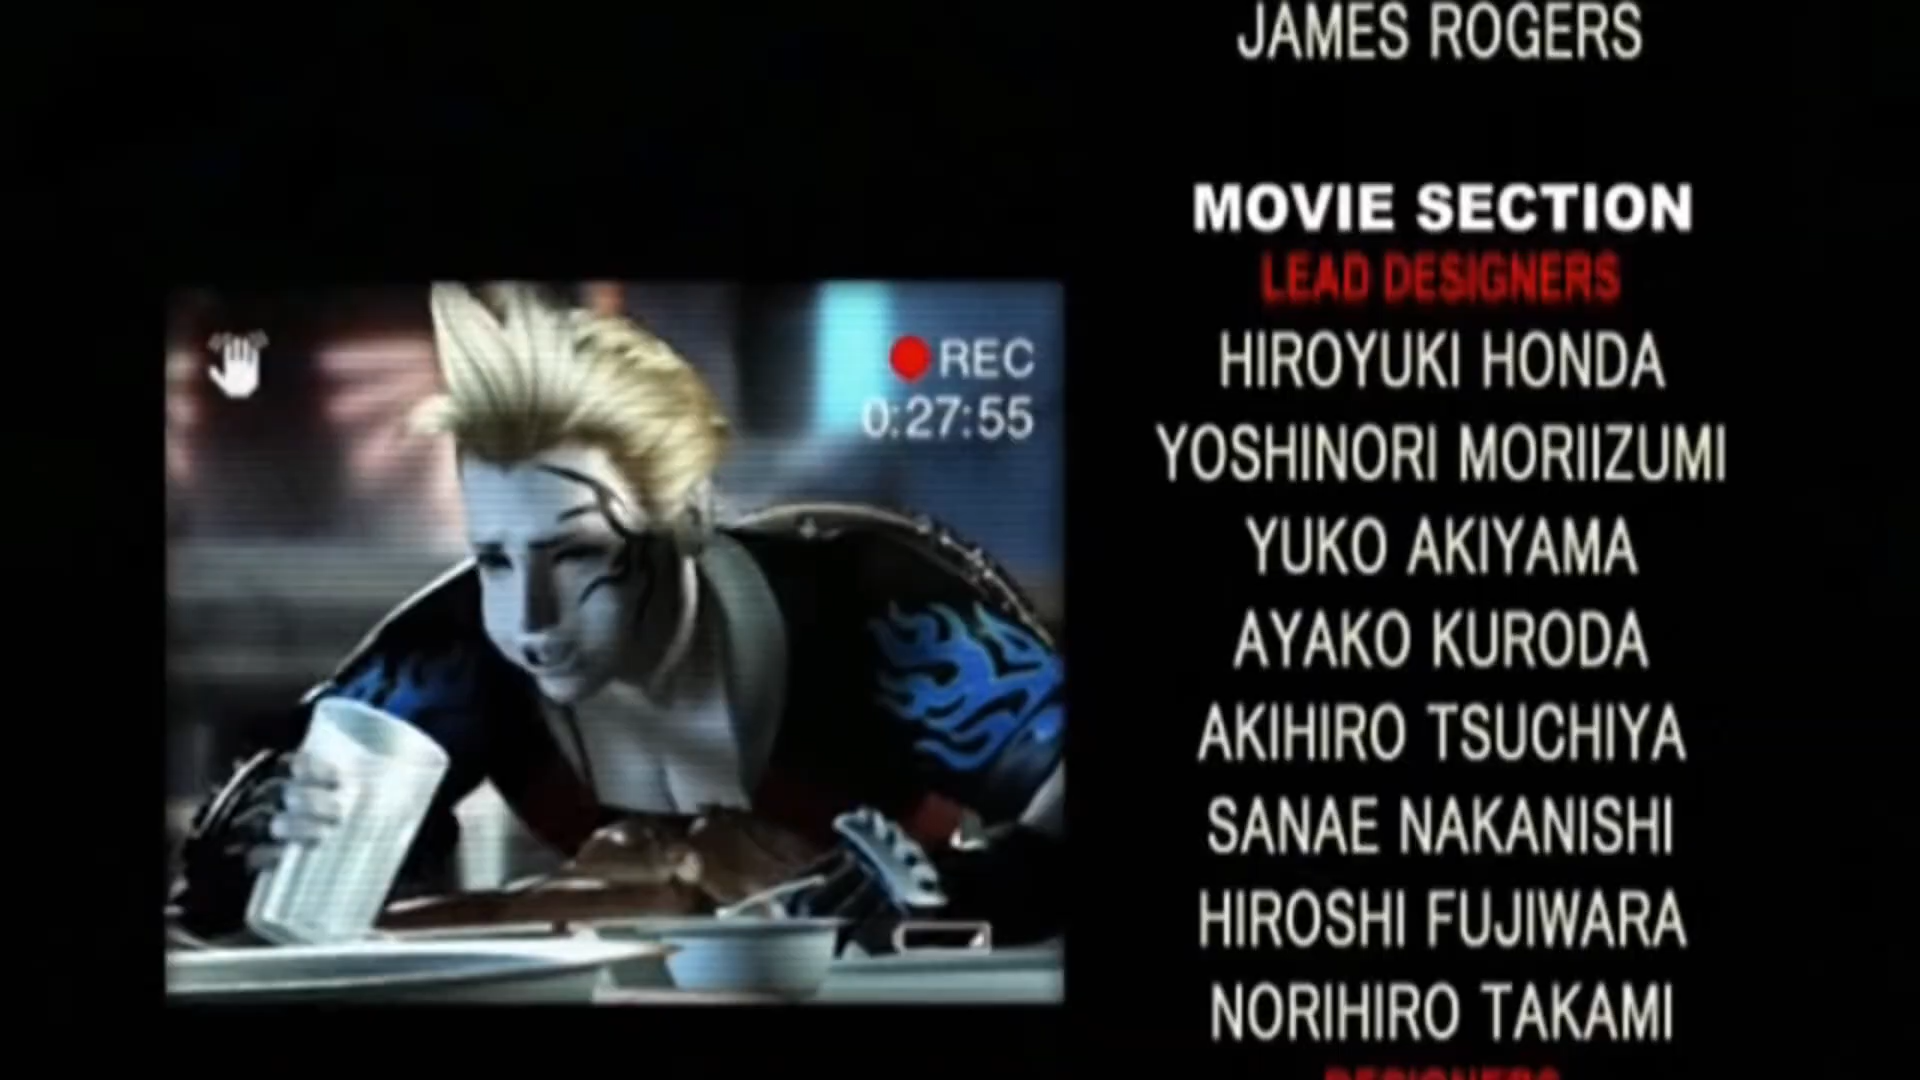 JAMES ROGERS
MOVIE SECTION
LEAD DESIGNERS
HIROYUKI HONDA
YOSHINORI MORIIZUMI
YUKO AKIYAMA
AYAKO KURODA
AKIHIRO TSUCHIYA
SANAE NAKANISHI
HIROSHI FUJIWARA
NORIHIRO TAKAMI
DESIGNERS
REC
0:27:55